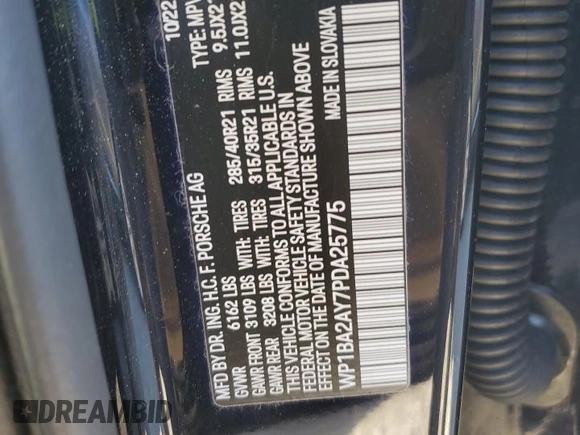 MFD BY DR. ING. H.C. F. PORSCHE AG 10/22
GVWR 6162 LBS TYPE: MPV
GAWR FRONT 3109 LBS WITH: TIRES 285/40R21 RIMS 9.5JX2
GAWR REAR 3208 LBS WITH: TIRES 315/35R21 RIMS 11.0JX2
THIS VEHICLE CONFORMS TO ALL APPLICABLE U.S.
FEDERAL MOTOR VEHICLE SAFETY STANDARDS IN
EFFECT ON THE DATE OF MANUFACTURE SHOWN ABOVE
WP1BA2AY7PDA25775 MADE IN SLOVAKIA
DREAMBID